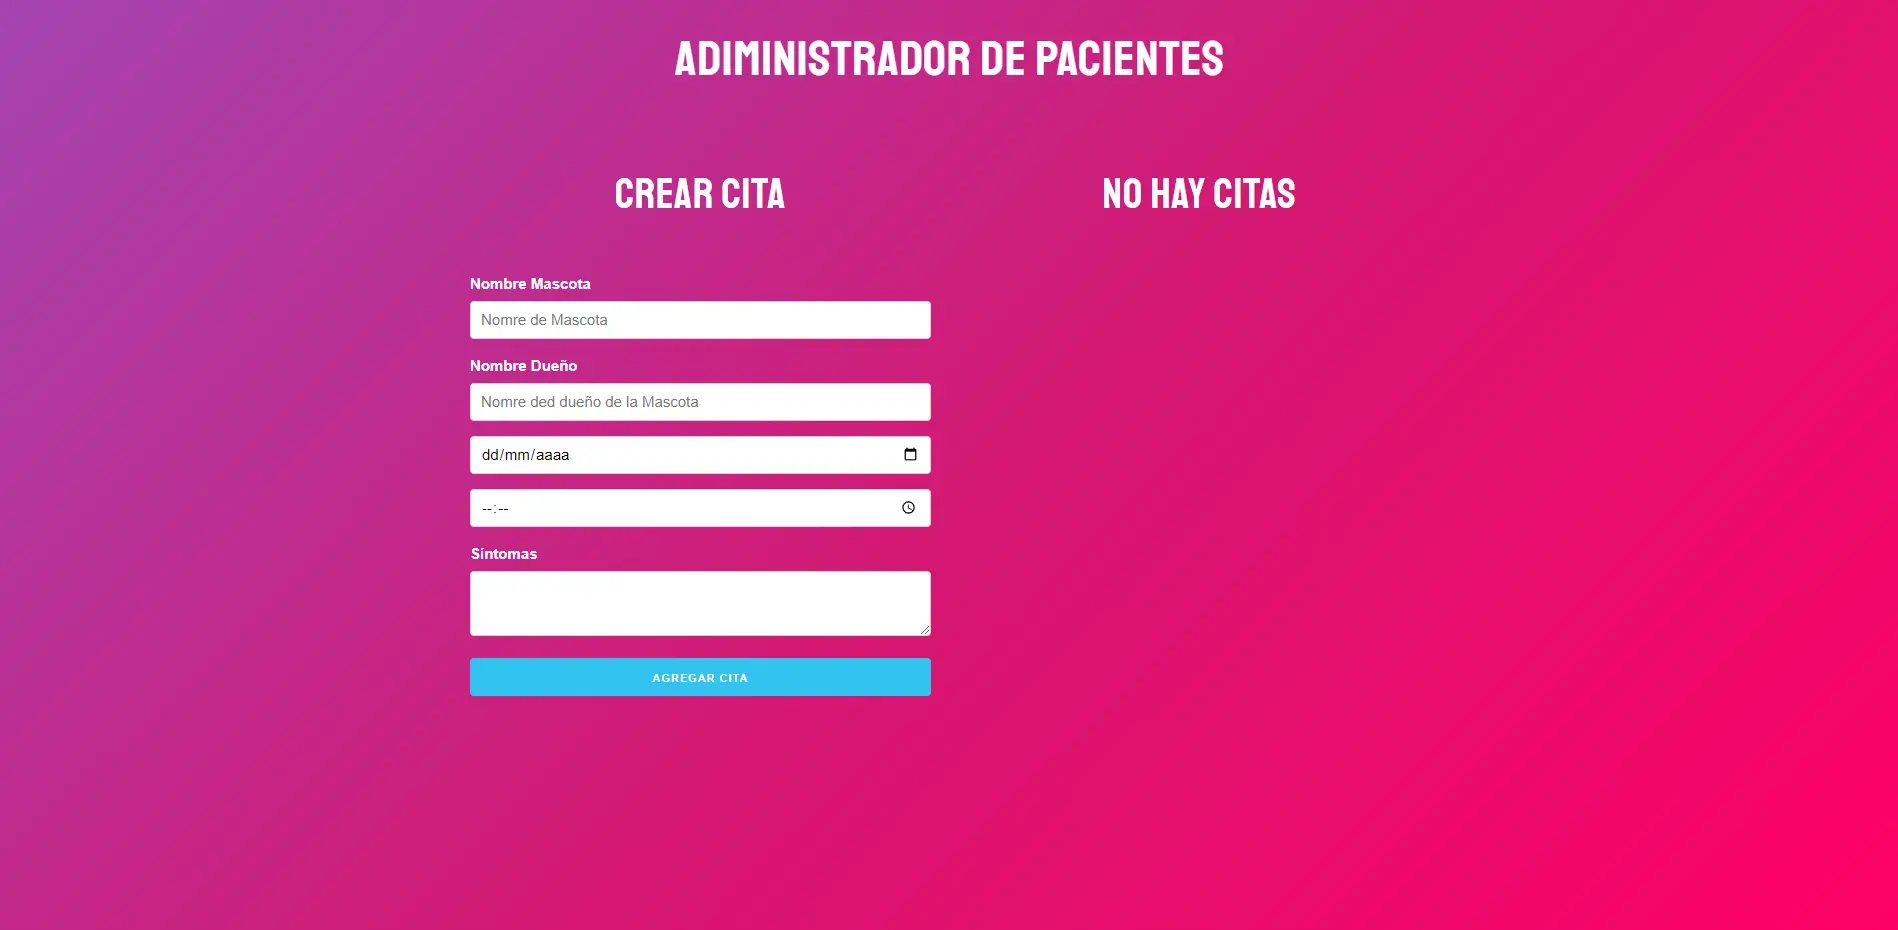 ADIMINISTRADOR DE PACIENTES
CREAR CITA
NO HAY CITAS
Nombre Mascota
Nomre de Mascota
Nombre Dueño
Nomre ded dueño de la Mascota
dd/mm/aaaa
--:--
Síntomas
AGREGAR CITA